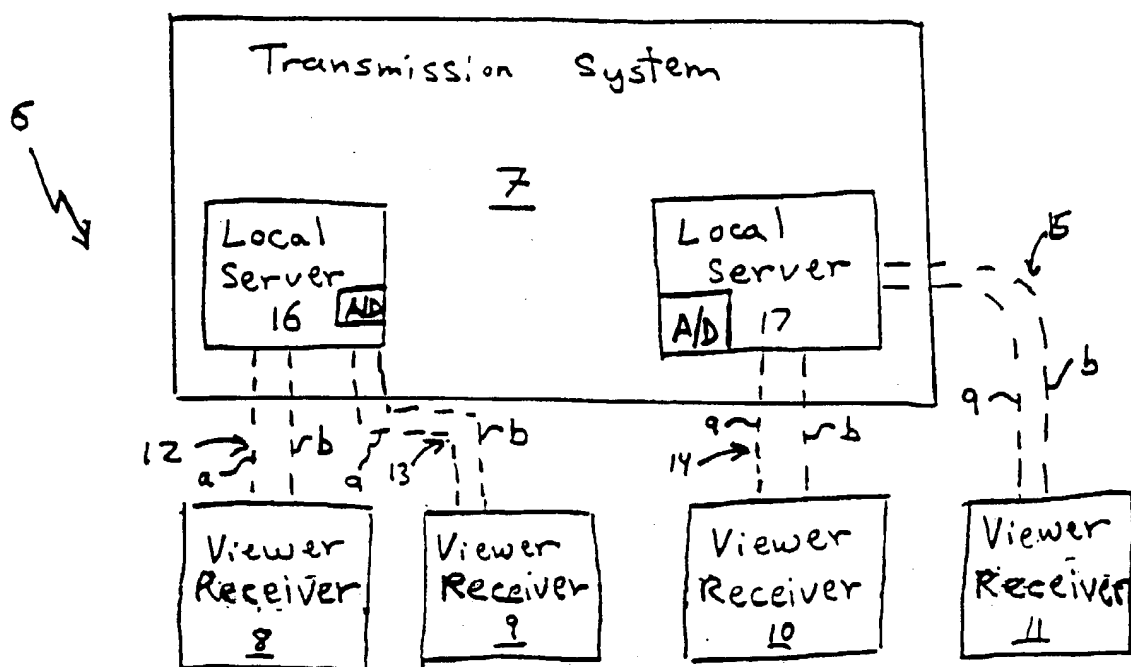 Transmission System
6
7
Local
Server
16
A/D
Local
Server
17
A/D
15
a
b
12
a
b
a
13
b
a
14
b
Viewer
Receiver
8
Viewer
Receiver
9
Viewer
Receiver
10
Viewer
Receiver
11